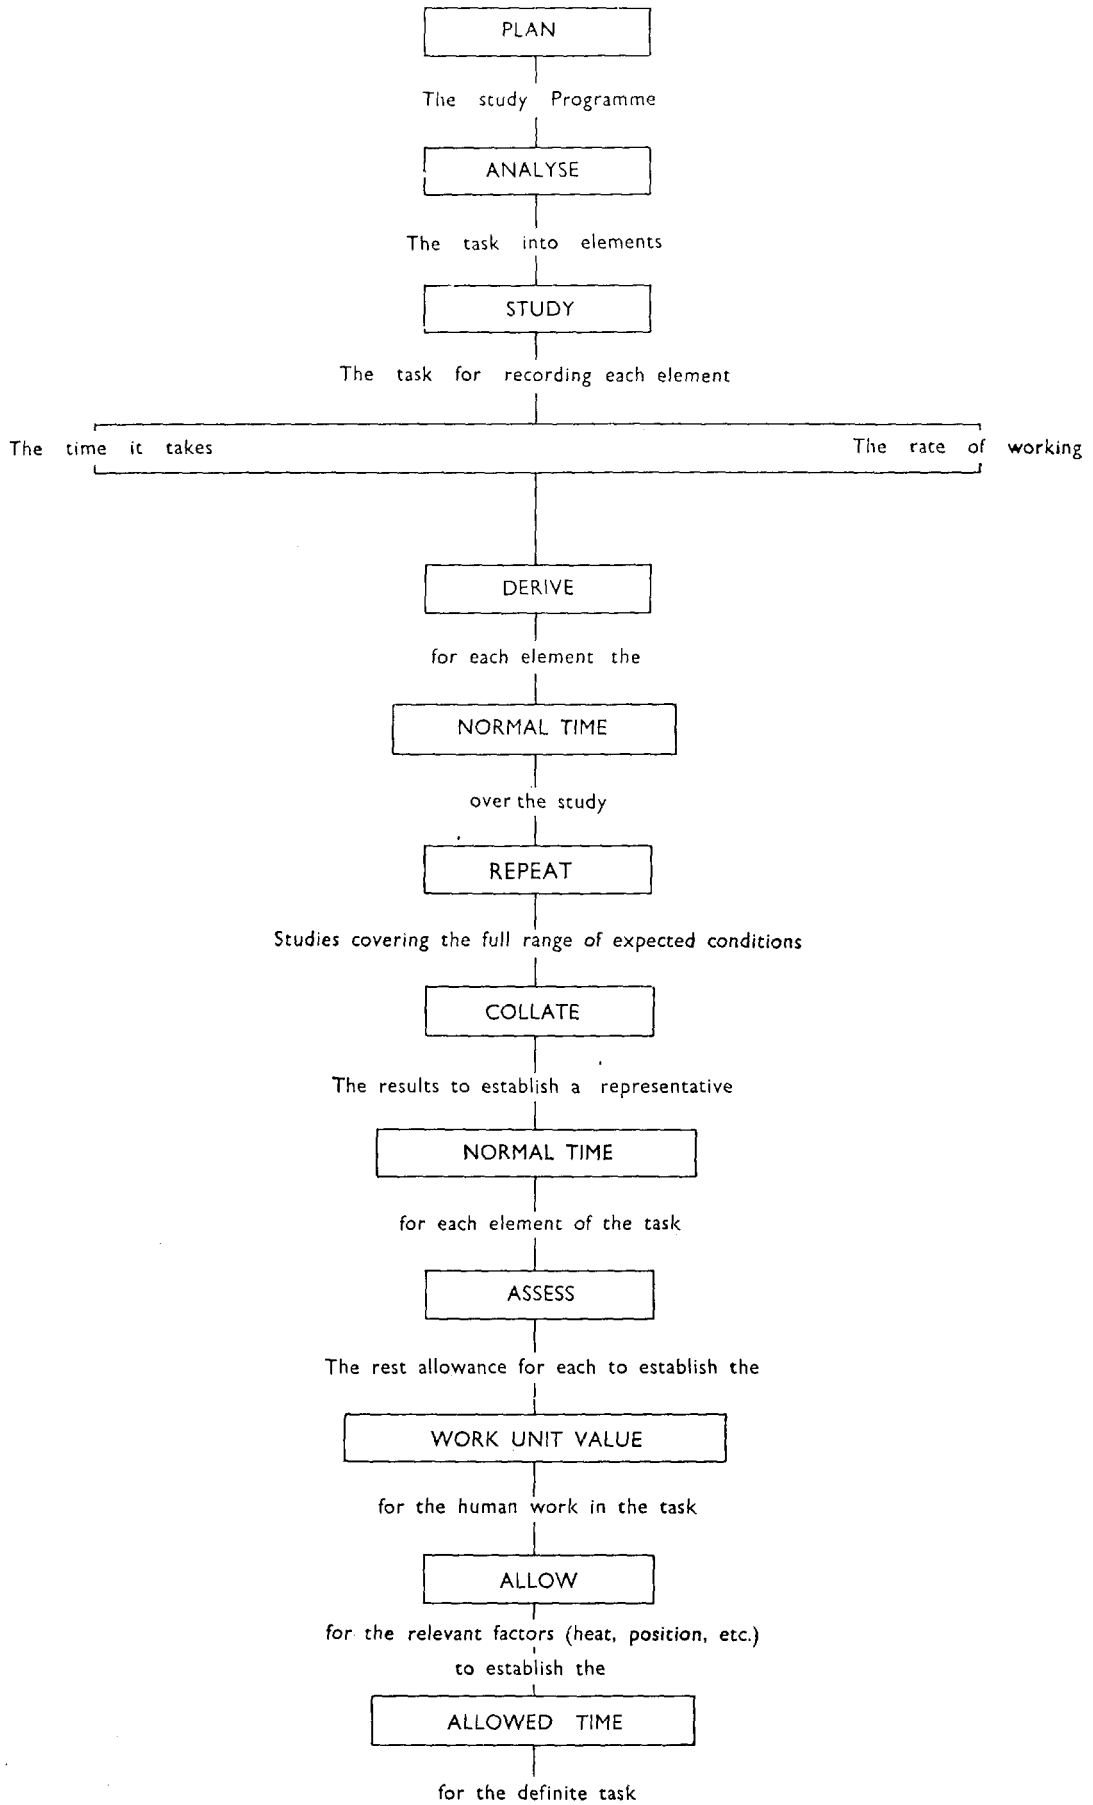 PLAN
The study Programme
ANALYSE
The task into elements
STUDY
The task for recording each element
The time it takes
The rate of working
DERIVE
for each element the
NORMAL TIME
over the study
REPEAT
Studies covering the full range of expected conditions
COLLATE
The results to establish a representative
NORMAL TIME
for each element of the task
ASSESS
The rest allowance for each to establish the
WORK UNIT VALUE
for the human work in the task
ALLOW
for the relevant factors (heat, position, etc.)
to establish the
ALLOWED TIME
for the definite task